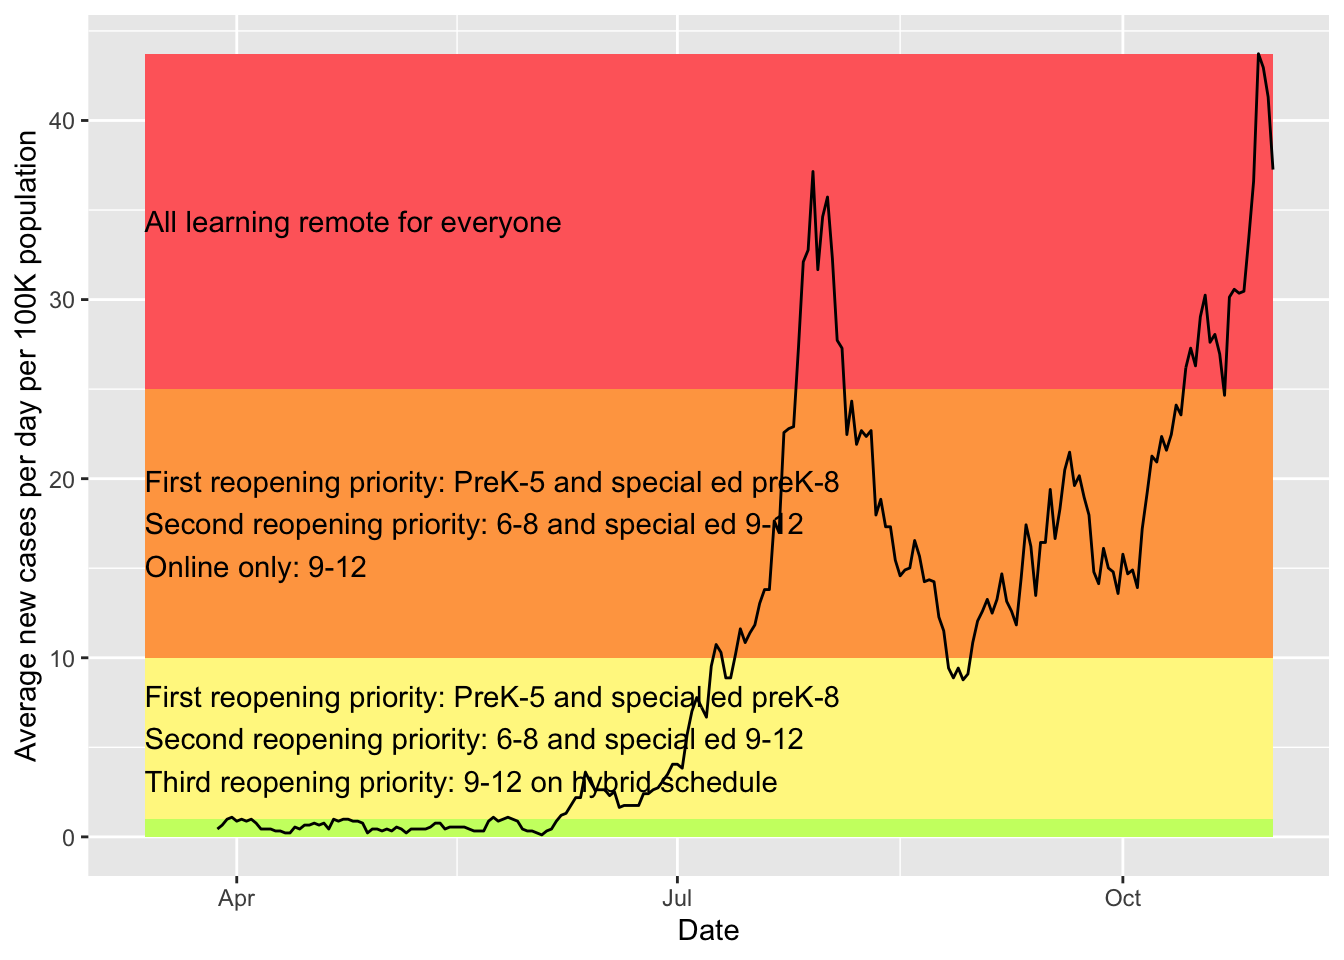 40
All learning remote for everyone
30
First reopening priority: PreK-5 and special ed preK-8
20
Second reopening priority: 6-8 and special ed 9-12
Online only: 9-12
10
First reopening priority: PreK-5 and special ed preK-8
Second reopening priority: 6-8 and special ed 9-12
Third reopening priority: 9-12 on hybrid schedule
0
Average new cases per day per 100K population
Apr
Jul
Oct
Date